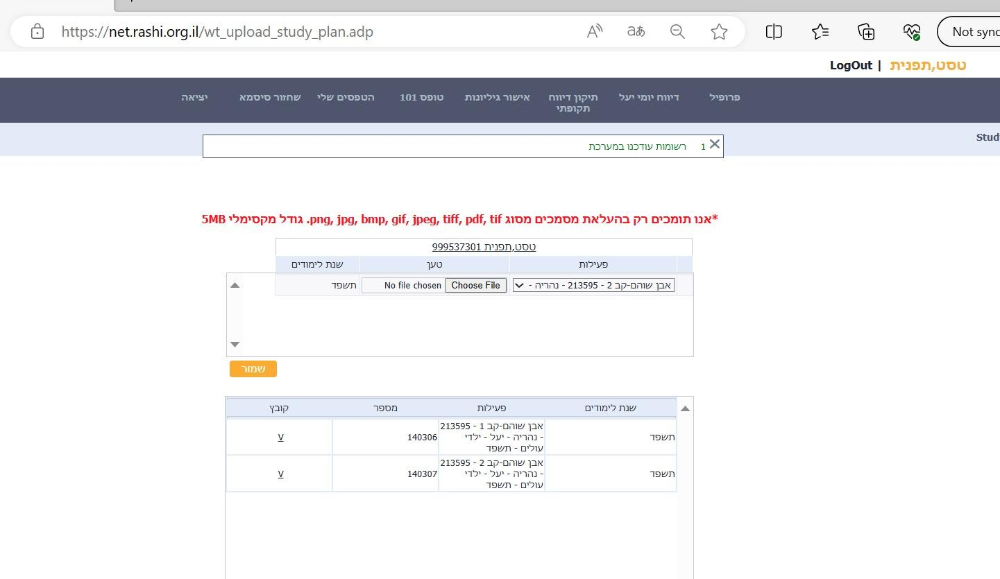 https://net.rashi.org.il/wt_upload_study_plan.adp
Not sync
טסט,תפנית | LogOut
פרופיל
דיווח יומי יעל
תיקון דיווח תקופתי
אישור גיליונות
טופס 101
הטפסים שלי
שחזור סיסמא
יציאה
Stud
1 רשומות עודכנו במערכת
*אנו תומכים רק בהעלאת מסמכים מסוג png, jpg, bmp, gif, jpeg, tiff, pdf, tif. גודל מקסימלי 5MB
טסט,תפנית 999537301
פעילות טען שנת לימודים
אבן שוהם-קב 2 - 213595 - נהריה - Choose File No file chosen תשפד
שמור
שנת לימודים פעילות מספר קובץ
תשפד אבן שוהם-קב 1 - 213595 - נהריה - יעל - ילדי עולים - תשפד 140306 V
תשפד אבן שוהם-קב 2 - 213595 - נהריה - יעל - ילדי עולים - תשפד 140307 V